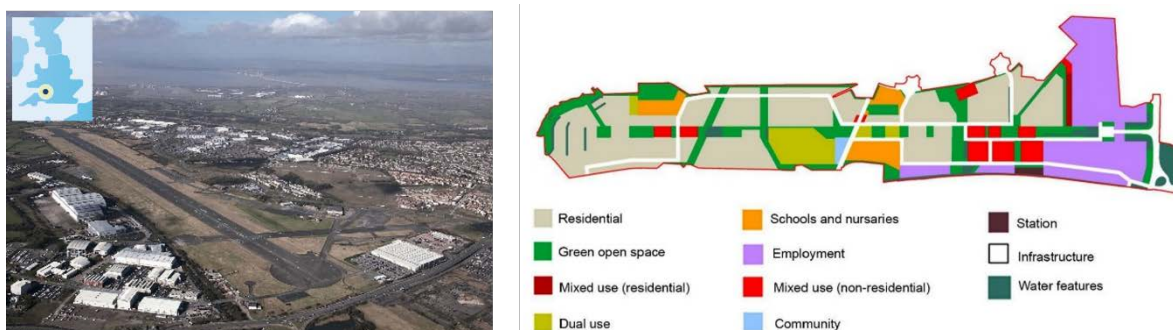 Residential
Schools and nursaries
Station
Green open space
Employment
Infrastructure
Mixed use (residential)
Mixed use (non-residential)
Water features
Dual use
Community